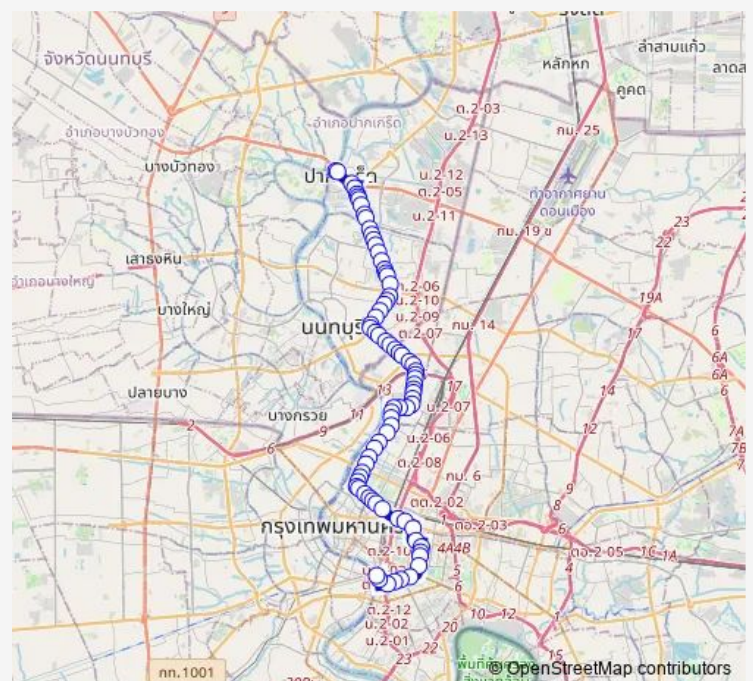 จังหวัดนนทบุรี
ลำสามแก้ว
หลักหก
คูคต
ต.2-03
น.2-13
กม. 25
อำเภอปากเกร็ด
อำเภอบางบัวทอง
บางบัวทอง
น.2-12
ต.2-05
ท่าอากาศยาน
ดอนเมือง
น.2-11
กม. 19 ข
23
22
เสาธงหิน
อำเภอบางใหญ่
19A
17
น.2-10
น.2-09
ต.2-07
กม. 14
บางใหญ่
นนทบุรี
6
6A
6A
ปลายบาง
13
17
14
บางกรวย
11
น.2-07
2
9
6
12
7A
น.2-06
ต.2-08
กม. 6
9
8
ตต.2-02
6
กรุงเทพมหานคร
ตอ.2-03
4A4B
ตอ.2-05
1C
1A
ต.2-10
5
6
4
ต.2-12
น.2-02
น.2-01
10
12
20
22
23
15
กท.1001
© OpenStreetMap contributors